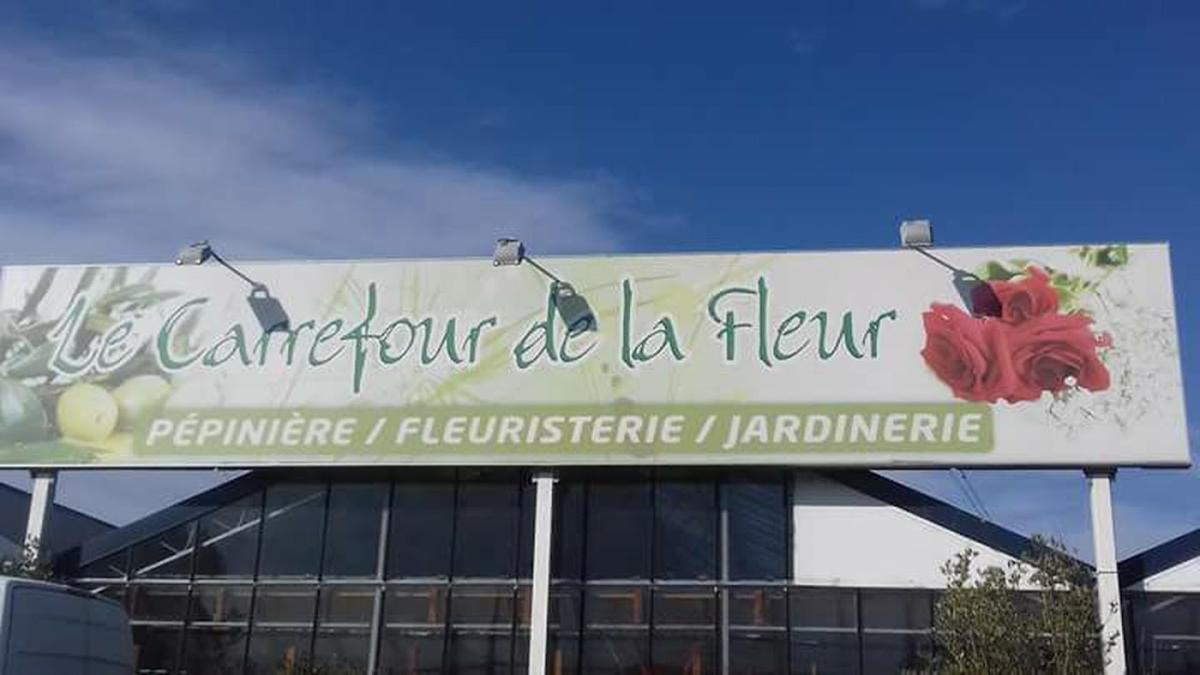 Le Carrefour de la Fleur
PÉPINIÈRE / FLEURISTERIE / JARDINERIE